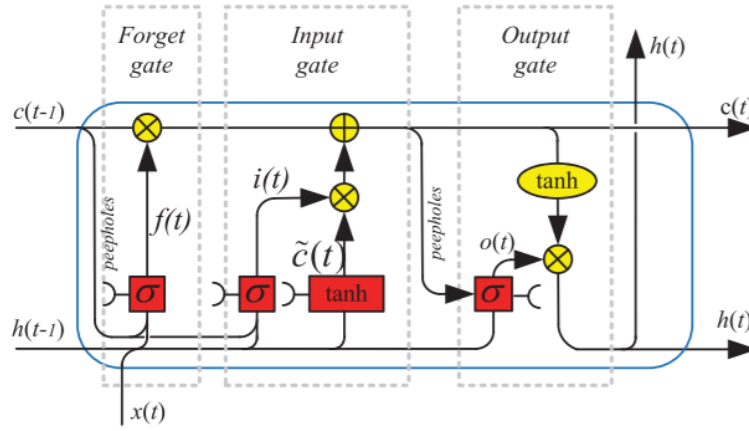 Forget
gate
Input
gate
Output
gate
h(t)
c(t-1)
c(t)
peepholes
f(t)
i(t)
c̃(t)
peepholes
tanh
o(t)
σ
σ
tanh
σ
h(t-1)
h(t)
x(t)